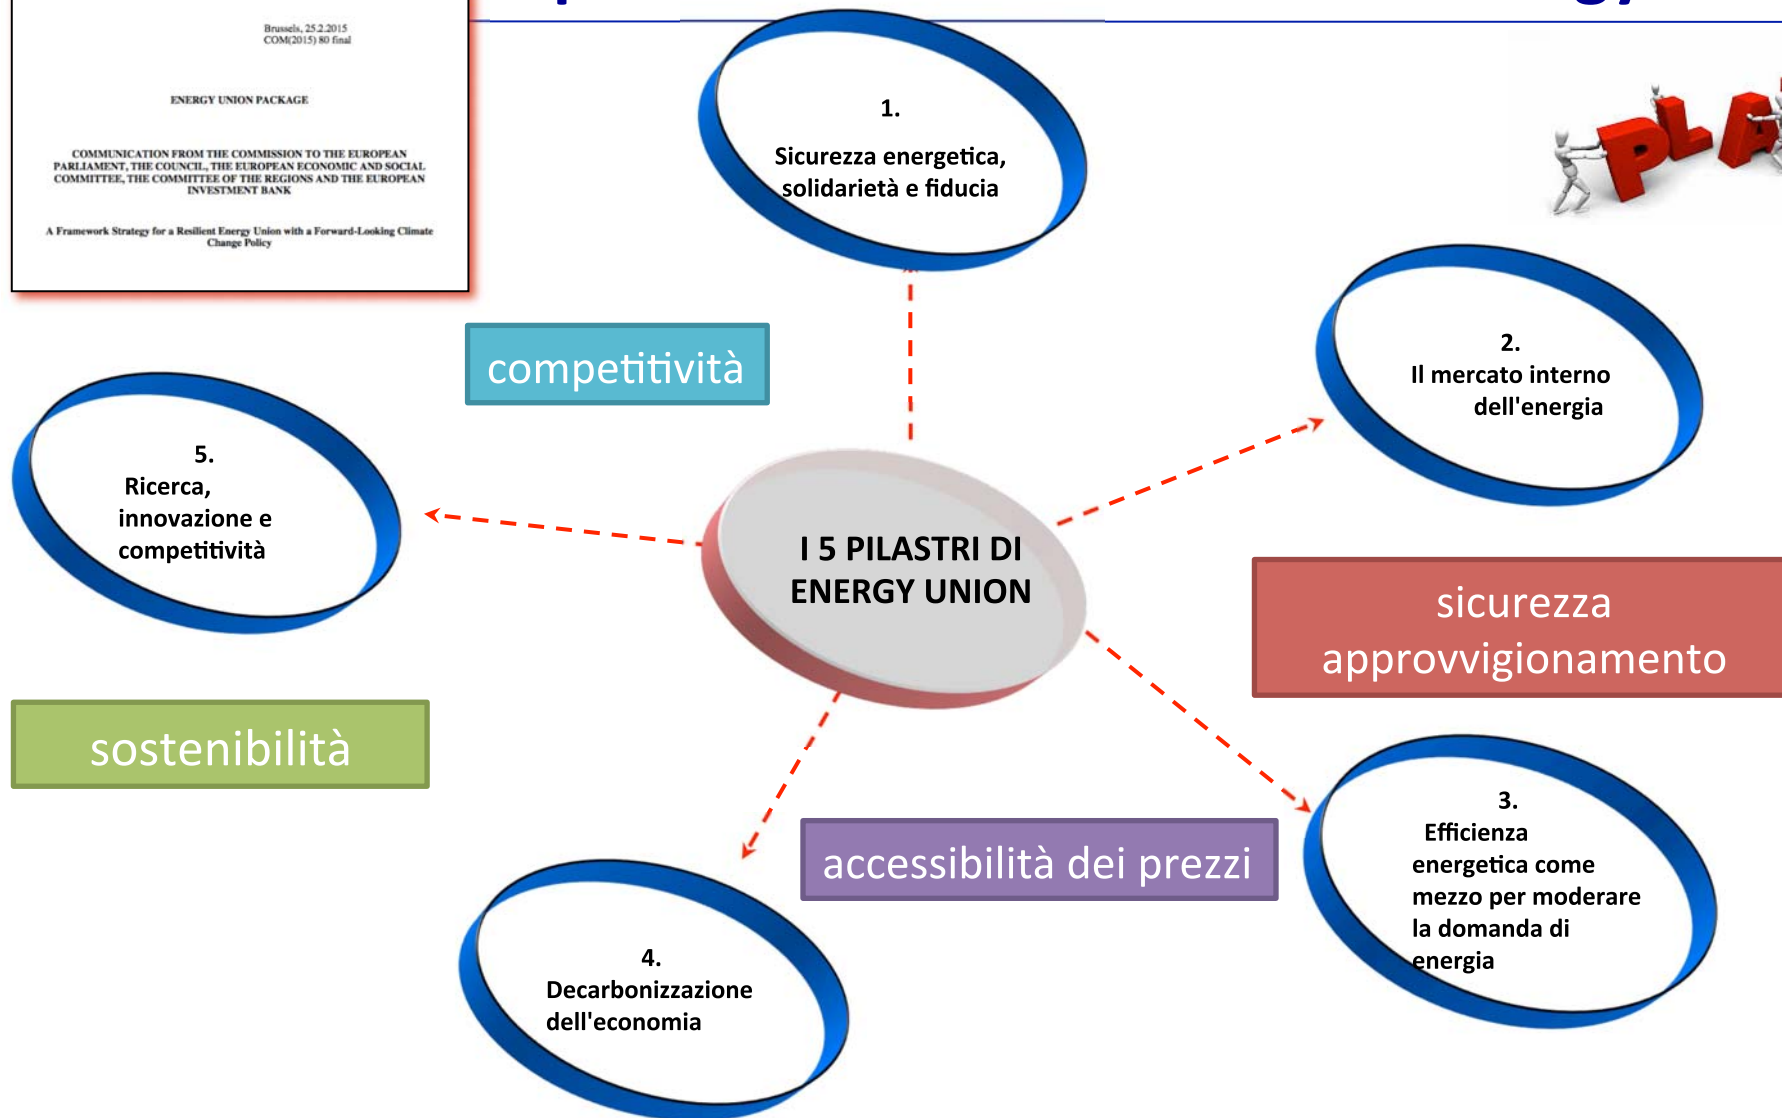 Brussels, 25.2.2015
COM(2015) 80 final
ENERGY UNION PACKAGE
COMMUNICATION FROM THE COMMISSION TO THE EUROPEAN
PARLIAMENT, THE COUNCIL, THE EUROPEAN ECONOMIC AND SOCIAL
COMMITTEE, THE COMMITTEE OF THE REGIONS AND THE EUROPEAN
INVESTMENT BANK
A Framework Strategy for a Resilient Energy Union with a Forward-Looking Climate
Change Policy
1.
Sicurezza energetica,
solidarietà e fiducia
PLA
competitività
2.
Il mercato interno
dell'energia
5.
Ricerca,
innovazione e
competitività
I 5 PILASTRI DI
ENERGY UNION
sicurezza
approvvigionamento
sostenibilità
accessibilità dei prezzi
3.
Efficienza
energetica come
mezzo per moderare
la domanda di
energia
4.
Decarbonizzazione
dell'economia